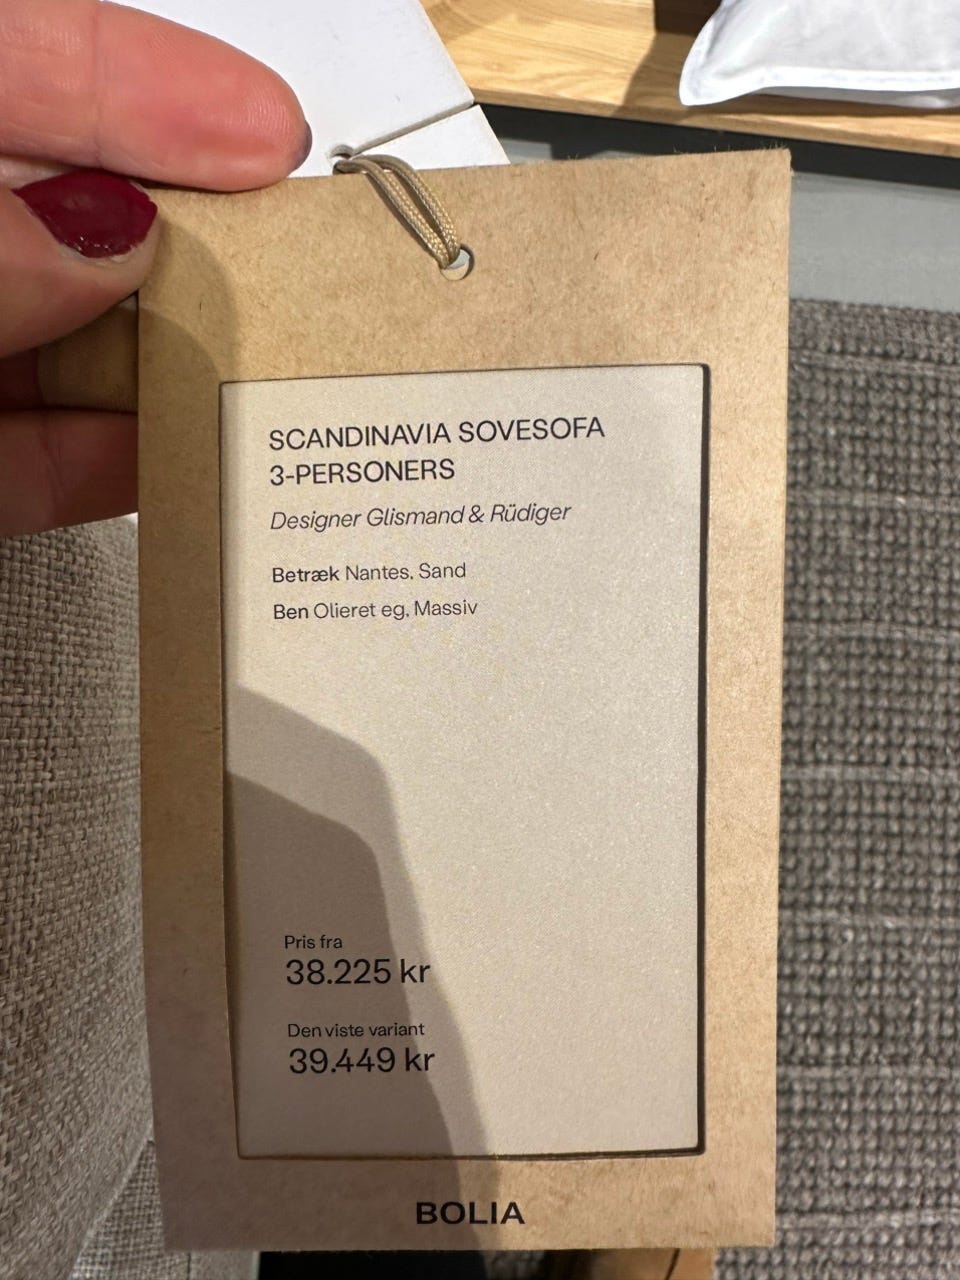 SCANDINAVIA SOVESOFA
3-PERSONERS
Designer Glismand & Rüdiger
Betræk Nantes, Sand
Ben Olieret eg, Massiv
Pris fra
38.225 kr
Den viste variant
39.449 kr
BOLIA